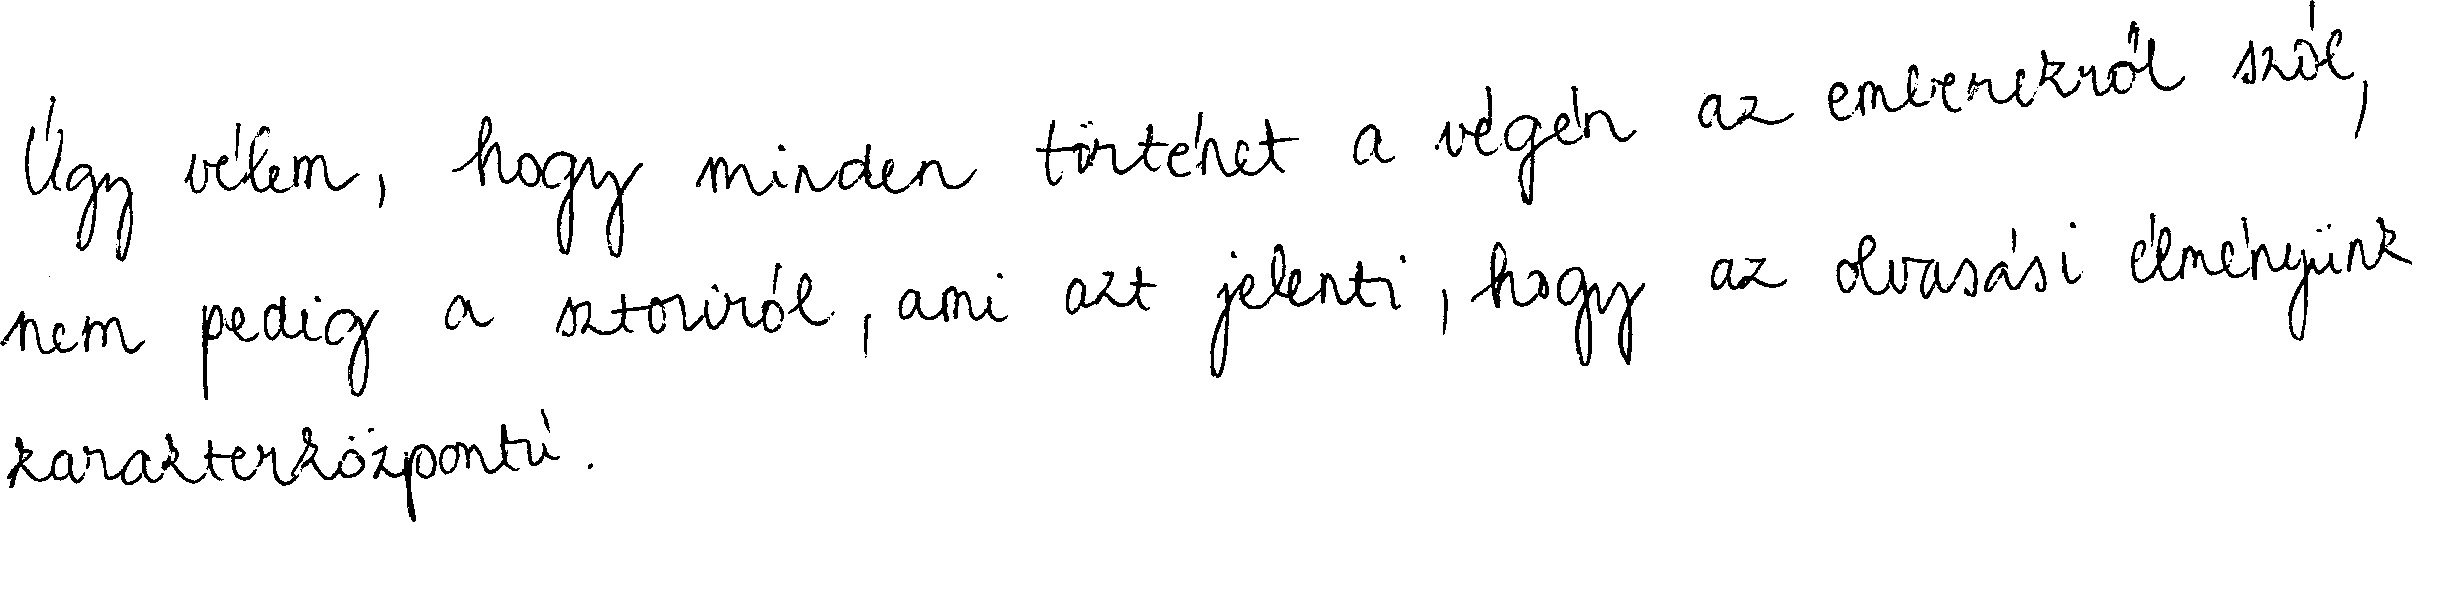 Úgy vélem, hogy minden történet a végén az emberekről szól,
nem pedig a sztoriról, ami azt jelenti, hogy az olvasási élményünk
karakterközpontú.